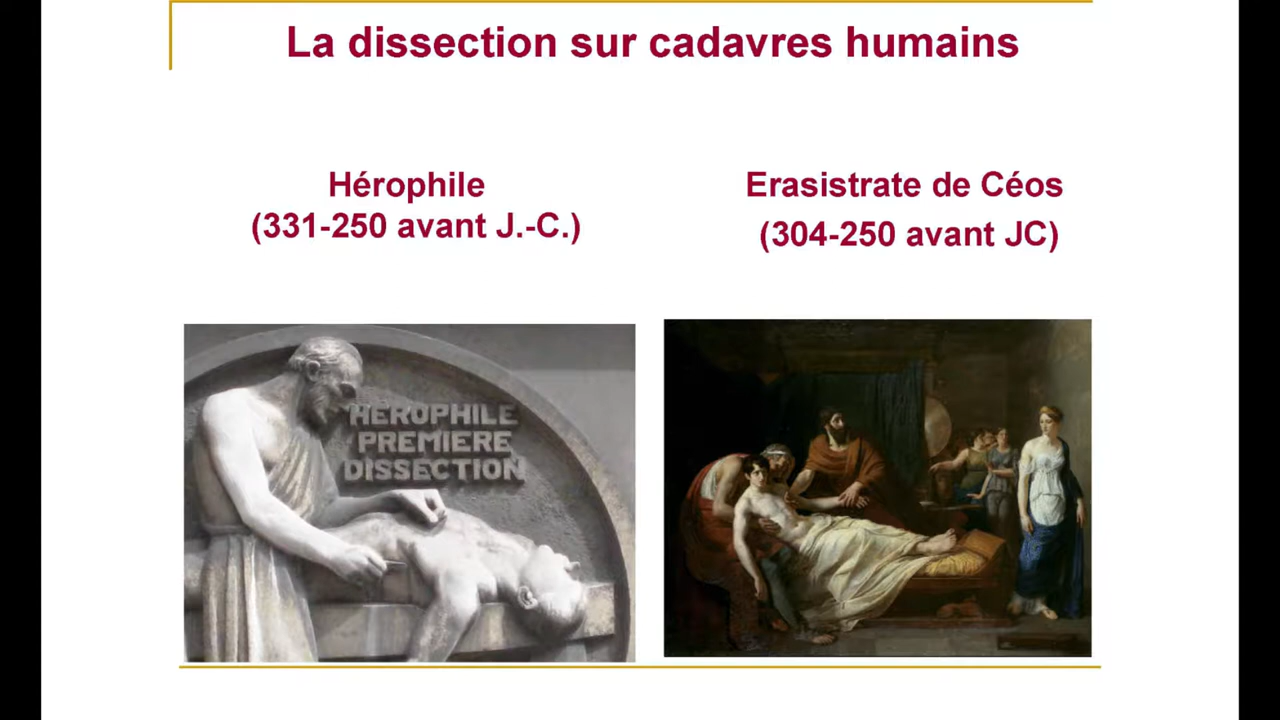 La dissection sur cadavres humains
Hérophile
(331-250 avant J.-C.)
Erasistrate de Céos
(304-250 avant JC)
HEROPHILE
PREMIERE
DISSECTION